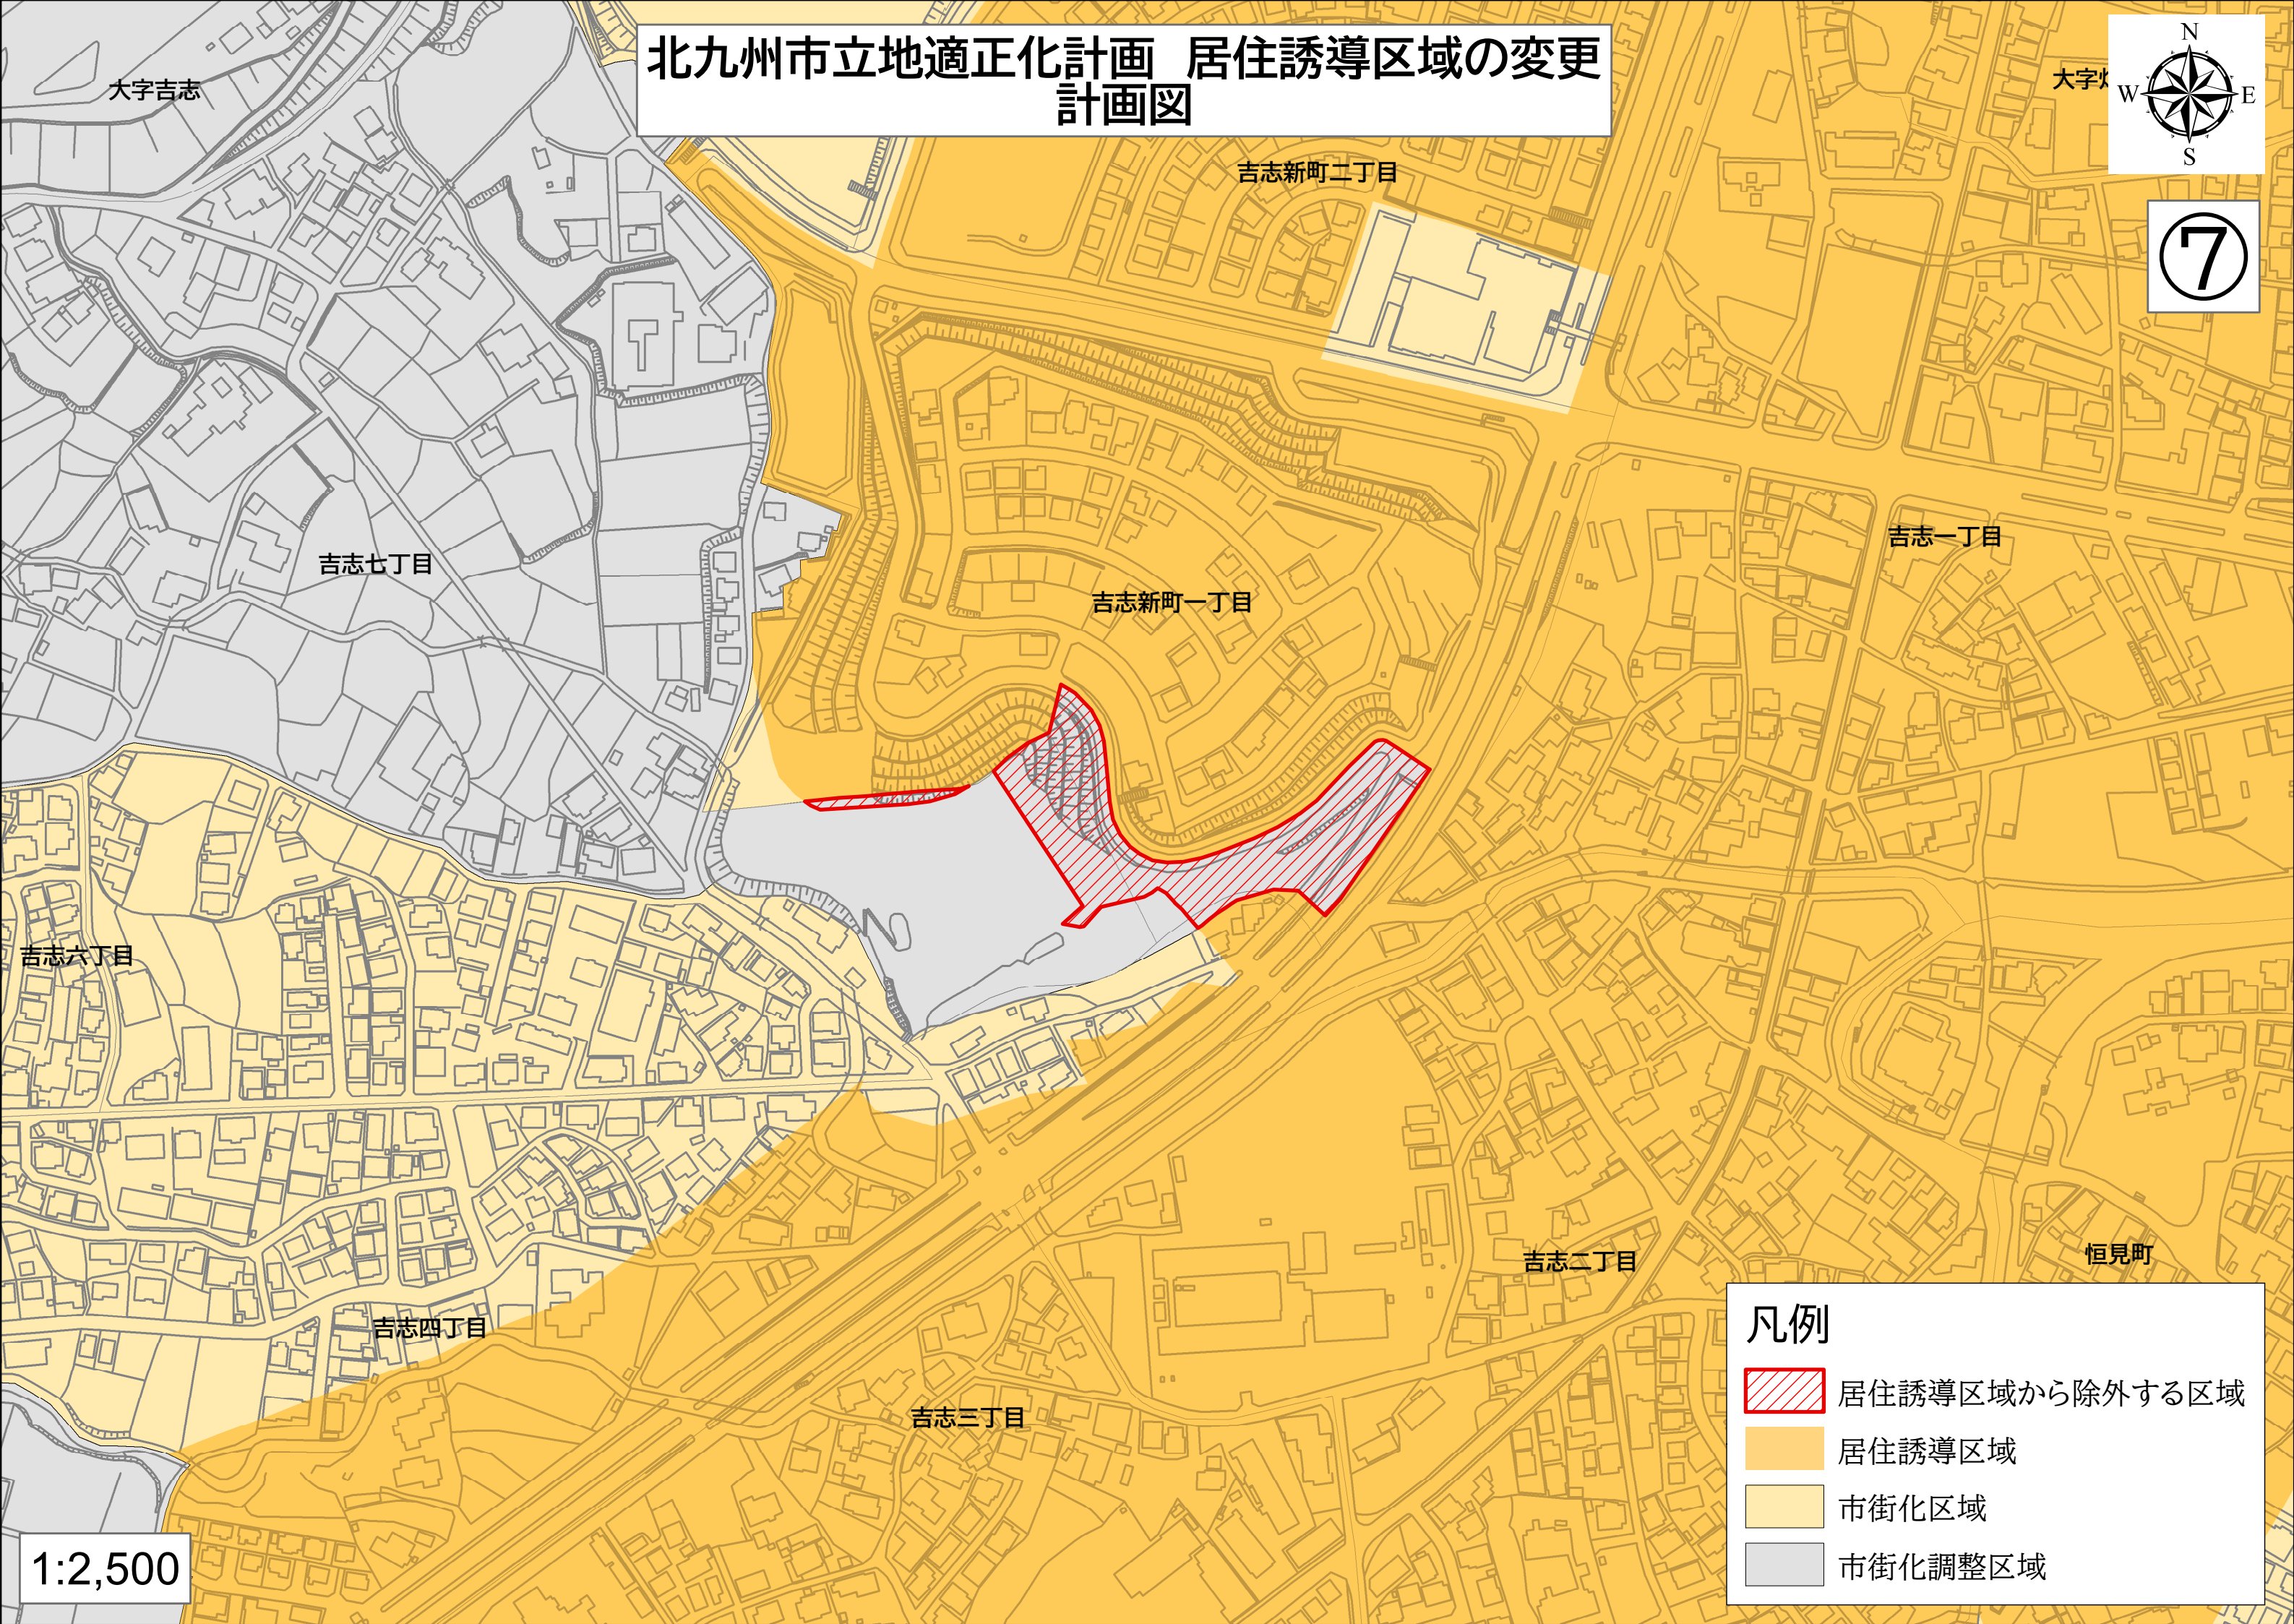 北九州市立地適正化計画　居住誘導区域の変更
計画図
N
W
E
S
⑦
大字吉志
大字
吉志新町二丁目
吉志一丁目
吉志七丁目
吉志新町一丁目
吉志六丁目
吉志四丁目
吉志三丁目
吉志二丁目
恒見町
凡例
居住誘導区域から除外する区域
居住誘導区域
市街化区域
市街化調整区域
1:2,500